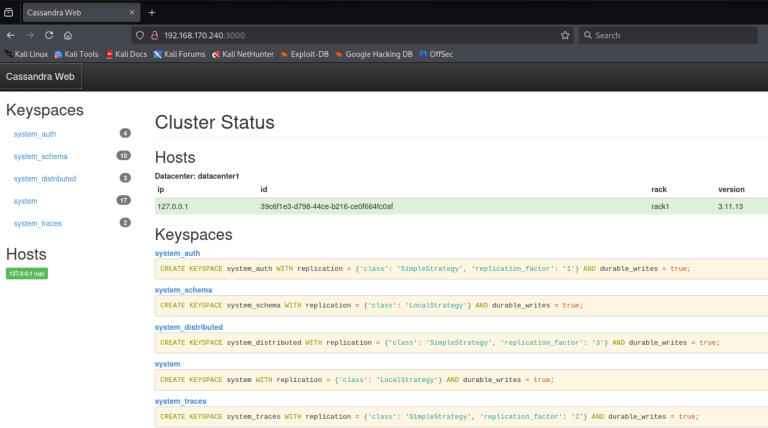 Cassandra Web
192.168.170.240:3000
Search
Kali Linux Kali Tools Kali Docs Kali Forums Kali NetHunter Exploit-DB Google Hacking DB OffSec
Cassandra Web
Keyspaces
system_auth 4
system_schema 10
system_distributed 3
system 17
system_traces 2
Hosts
127.0.0.1 (up)
Cluster Status
Hosts
Datacenter: datacenter1
ip id rack version
127.0.0.1 39c6f1e3-d798-44ce-b216-ce0f664fc0af rack1 3.11.13
Keyspaces
system_auth
CREATE KEYSPACE system_auth WITH replication = {'class': 'SimpleStrategy', 'replication_factor': '1'} AND durable_writes = true;
system_schema
CREATE KEYSPACE system_schema WITH replication = {'class': 'LocalStrategy'} AND durable_writes = true;
system_distributed
CREATE KEYSPACE system_distributed WITH replication = {'class': 'SimpleStrategy', 'replication_factor': '3'} AND durable_writes = true;
system
CREATE KEYSPACE system WITH replication = {'class': 'LocalStrategy'} AND durable_writes = true;
system_traces
CREATE KEYSPACE system_traces WITH replication = {'class': 'SimpleStrategy', 'replication_factor': '2'} AND durable_writes = true;